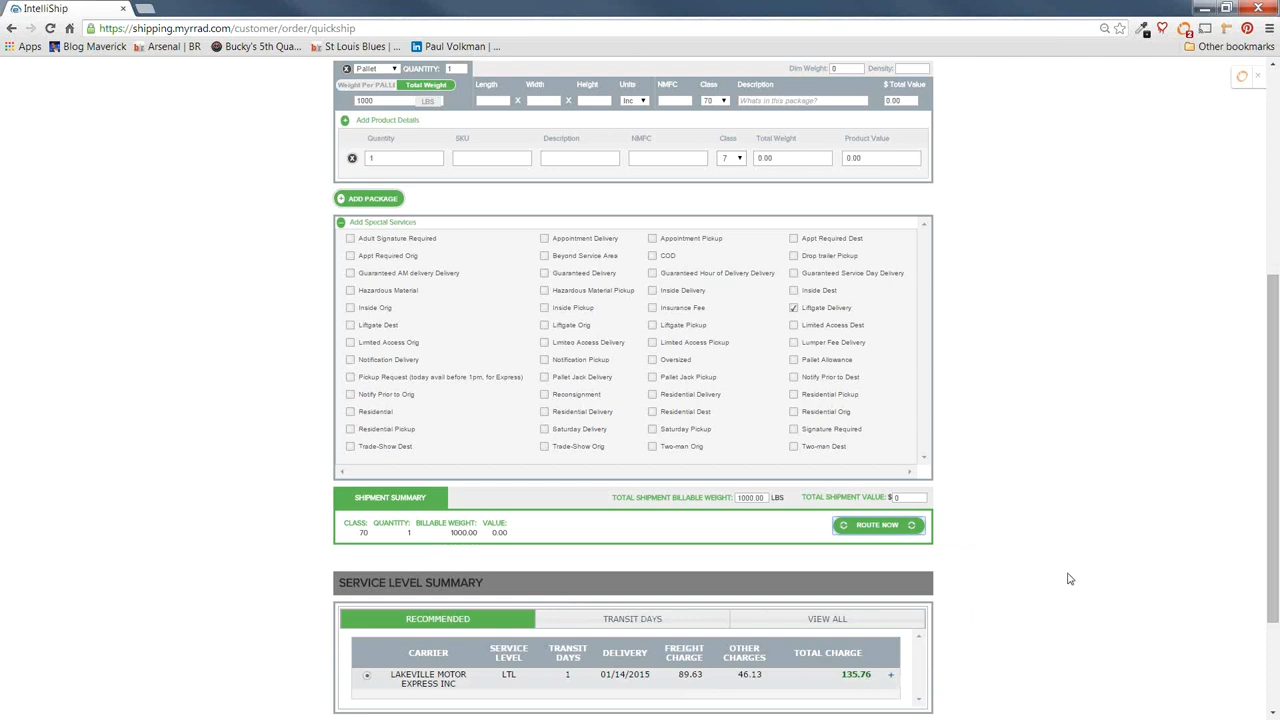 IntelliShip
https://shipping.myrrad.com/customer/order/quickship
Apps Blog Maverick Arsenal | BR Bucky's 5th Qua... St Louis Blues | ... Paul Volkman | ... Other bookmarks
Pallet QUANTITY: 1 Dim Weight: 0 Density:
Weight Per PALLE Total Weight Length Width Height Units NMFC Class Description $ Total Value
1000 LBS X X Inc 70 Whats in this package? 0.00
Add Product Details
Quantity SKU Description NMFC Class Total Weight Product Value
1 7 0.00 0.00
ADD PACKAGE
Add Special Services
Adult Signature Required Appointment Delivery Appointment Pickup Appt Required Dest
Appt Required Orig Beyond Service Area COD Drop trailer Pickup
Guaranteed AM delivery Delivery Guaranteed Delivery Guaranteed Hour of Delivery Delivery Guaranteed Service Day Delivery
Hazardous Material Hazardous Material Pickup Inside Delivery Inside Dest
Inside Orig Inside Pickup Insurance Fee Liftgate Delivery
Liftgate Dest Liftgate Orig Liftgate Pickup Limited Access Dest
Limited Access Orig Limited Access Delivery Limited Access Pickup Lumper Fee Delivery
Notification Delivery Notification Pickup Oversized Pallet Allowance
Pickup Request (today avail before 1pm, for Express) Pallet Jack Delivery Pallet Jack Pickup Notify Prior to Dest
Notify Prior to Orig Reconsignment Residential Delivery Residential Pickup
Residential Residential Delivery Residential Dest Residential Orig
Residential Pickup Saturday Delivery Saturday Pickup Signature Required
Trade-Show Dest Trade-Show Orig Two-man Orig Two-man Dest
SHIPMENT SUMMARY TOTAL SHIPMENT BILLABLE WEIGHT: 1000.00 LBS TOTAL SHIPMENT VALUE: $ 0
CLASS: QUANTITY: BILLABLE WEIGHT: VALUE: ROUTE NOW
70 1 1000.00 0.00
SERVICE LEVEL SUMMARY
RECOMMENDED TRANSIT DAYS VIEW ALL
CARRIER SERVICE LEVEL TRANSIT DAYS DELIVERY FREIGHT CHARGE OTHER CHARGES TOTAL CHARGE
LAKEVILLE MOTOR EXPRESS INC LTL 1 01/14/2015 89.63 46.13 135.76 +